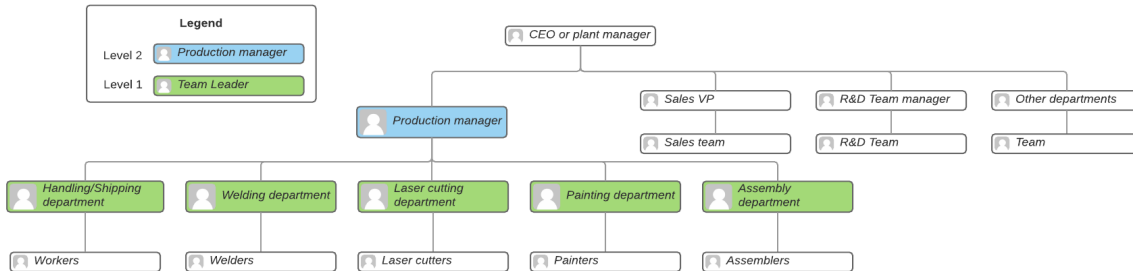 Legend
Level 2
Production manager
Level 1
Team Leader
CEO or plant manager
Production manager
Sales VP
R&D Team manager
Other departments
Sales team
R&D Team
Team
Handling/Shipping
department
Welding department
Laser cutting
department
Painting department
Assembly
department
Workers
Welders
Laser cutters
Painters
Assemblers